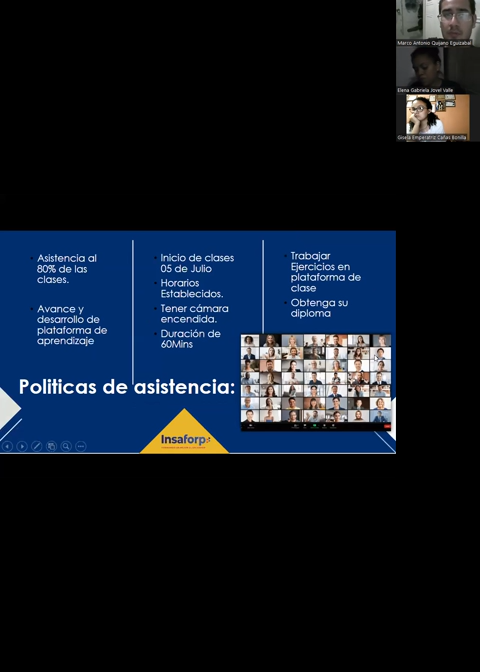 Marco Antonio Quijano Eguizabal
Elena Gabriela Jovel Valle
Gisela Emperatriz Cañas Bonilla
Asistencia al
80% de las
clases.
Avance y
desarrollo de
plataforma de
aprendizaje
Inicio de clases
05 de Julio
Horarios
Establecidos.
Tener cámara
encendida.
Duración de
60Mins
Trabajar
Ejercicios en
plataforma de
clase
Obtenga su
diploma
Politicas de asistencia:
Insaforp